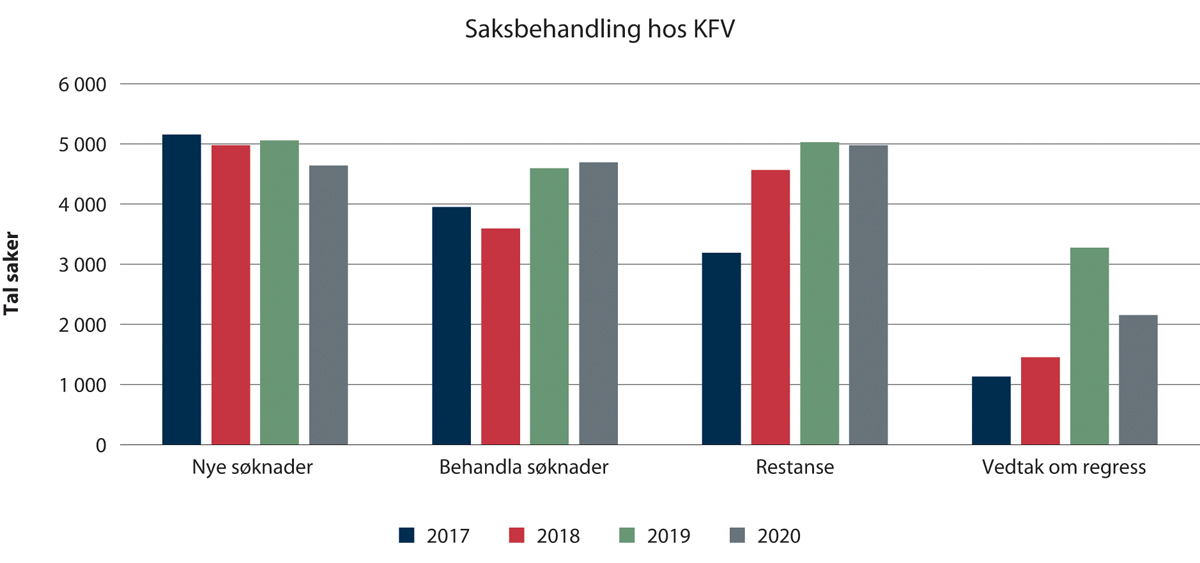 Saksbehandling hos KFV
6 000
5 000
4 000
3 000
2 000
1 000
0
Tal saker
Nye søknader
Behandla søknader
Restanse
Vedtak om regress
2017
2018
2019
2020